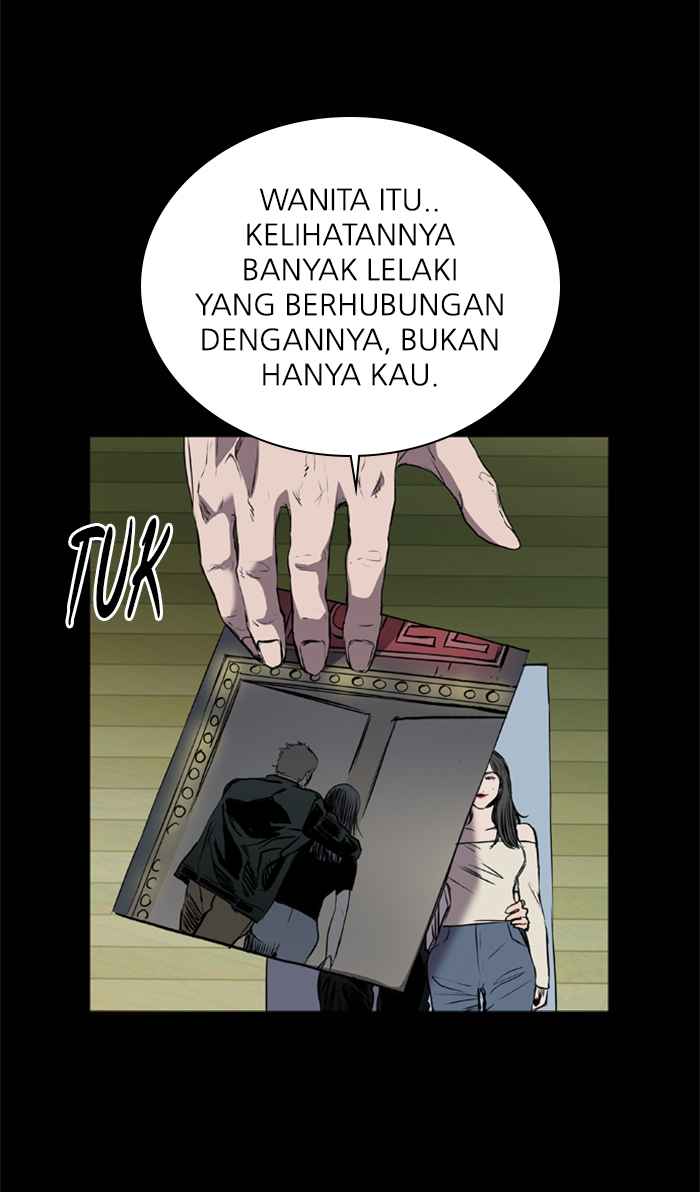 WANITA ITU..
KELIHATANNYA
BANYAK LELAKI
YANG BERHUBUNGAN
DENGANNYA, BUKAN
HANYA KAU.
TUK